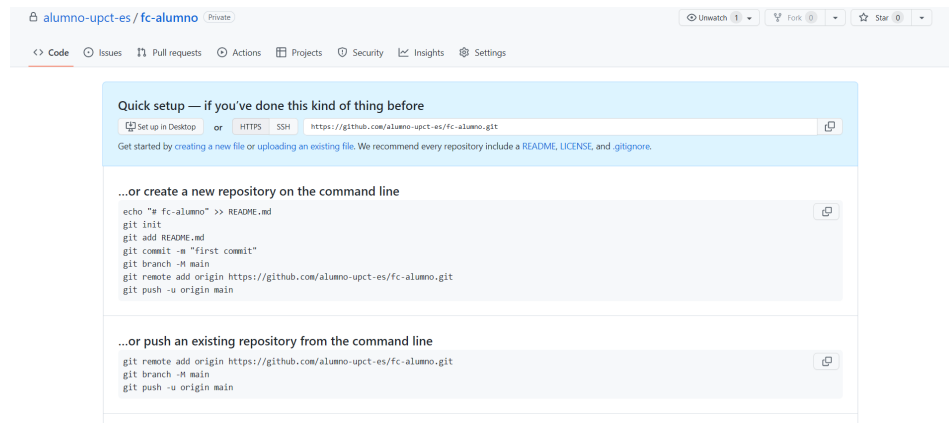 alumno-upct-es / fc-alumno Private
Unwatch 1 Fork 0 Star 0
<> Code Issues Pull requests Actions Projects Security Insights Settings
Quick setup — if you've done this kind of thing before
Set up in Desktop or HTTPS SSH https://github.com/alumno-upct-es/fc-alumno.git
Get started by creating a new file or uploading an existing file. We recommend every repository include a README, LICENSE, and .gitignore.
...or create a new repository on the command line
echo "# fc-alumno" >> README.md
git init
git add README.md
git commit -m "first commit"
git branch -M main
git remote add origin https://github.com/alumno-upct-es/fc-alumno.git
git push -u origin main
...or push an existing repository from the command line
git remote add origin https://github.com/alumno-upct-es/fc-alumno.git
git branch -M main
git push -u origin main